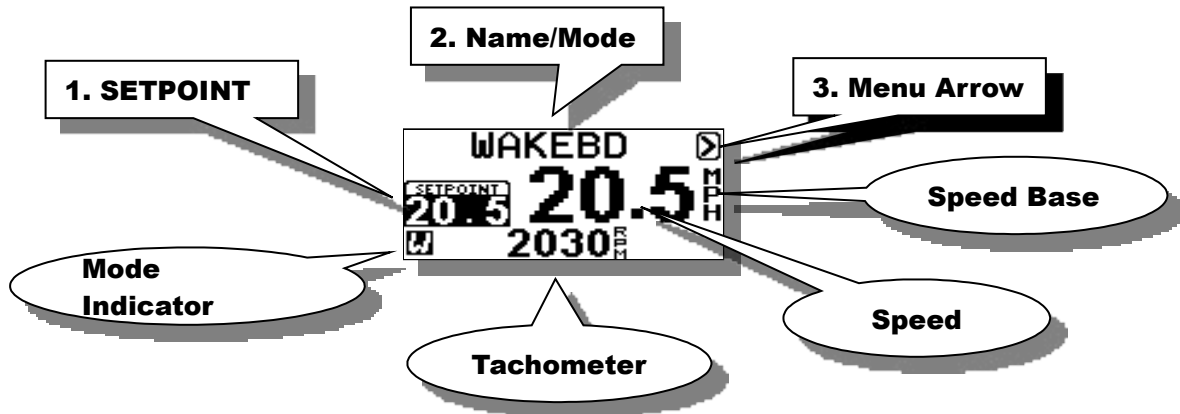 2. Name/Mode
1. SETPOINT
3. Menu Arrow
WAKEBD >
SETPOINT
20.5
20.5
MPH
W
2030 RPM
Speed Base
Mode
Indicator
Speed
Tachometer